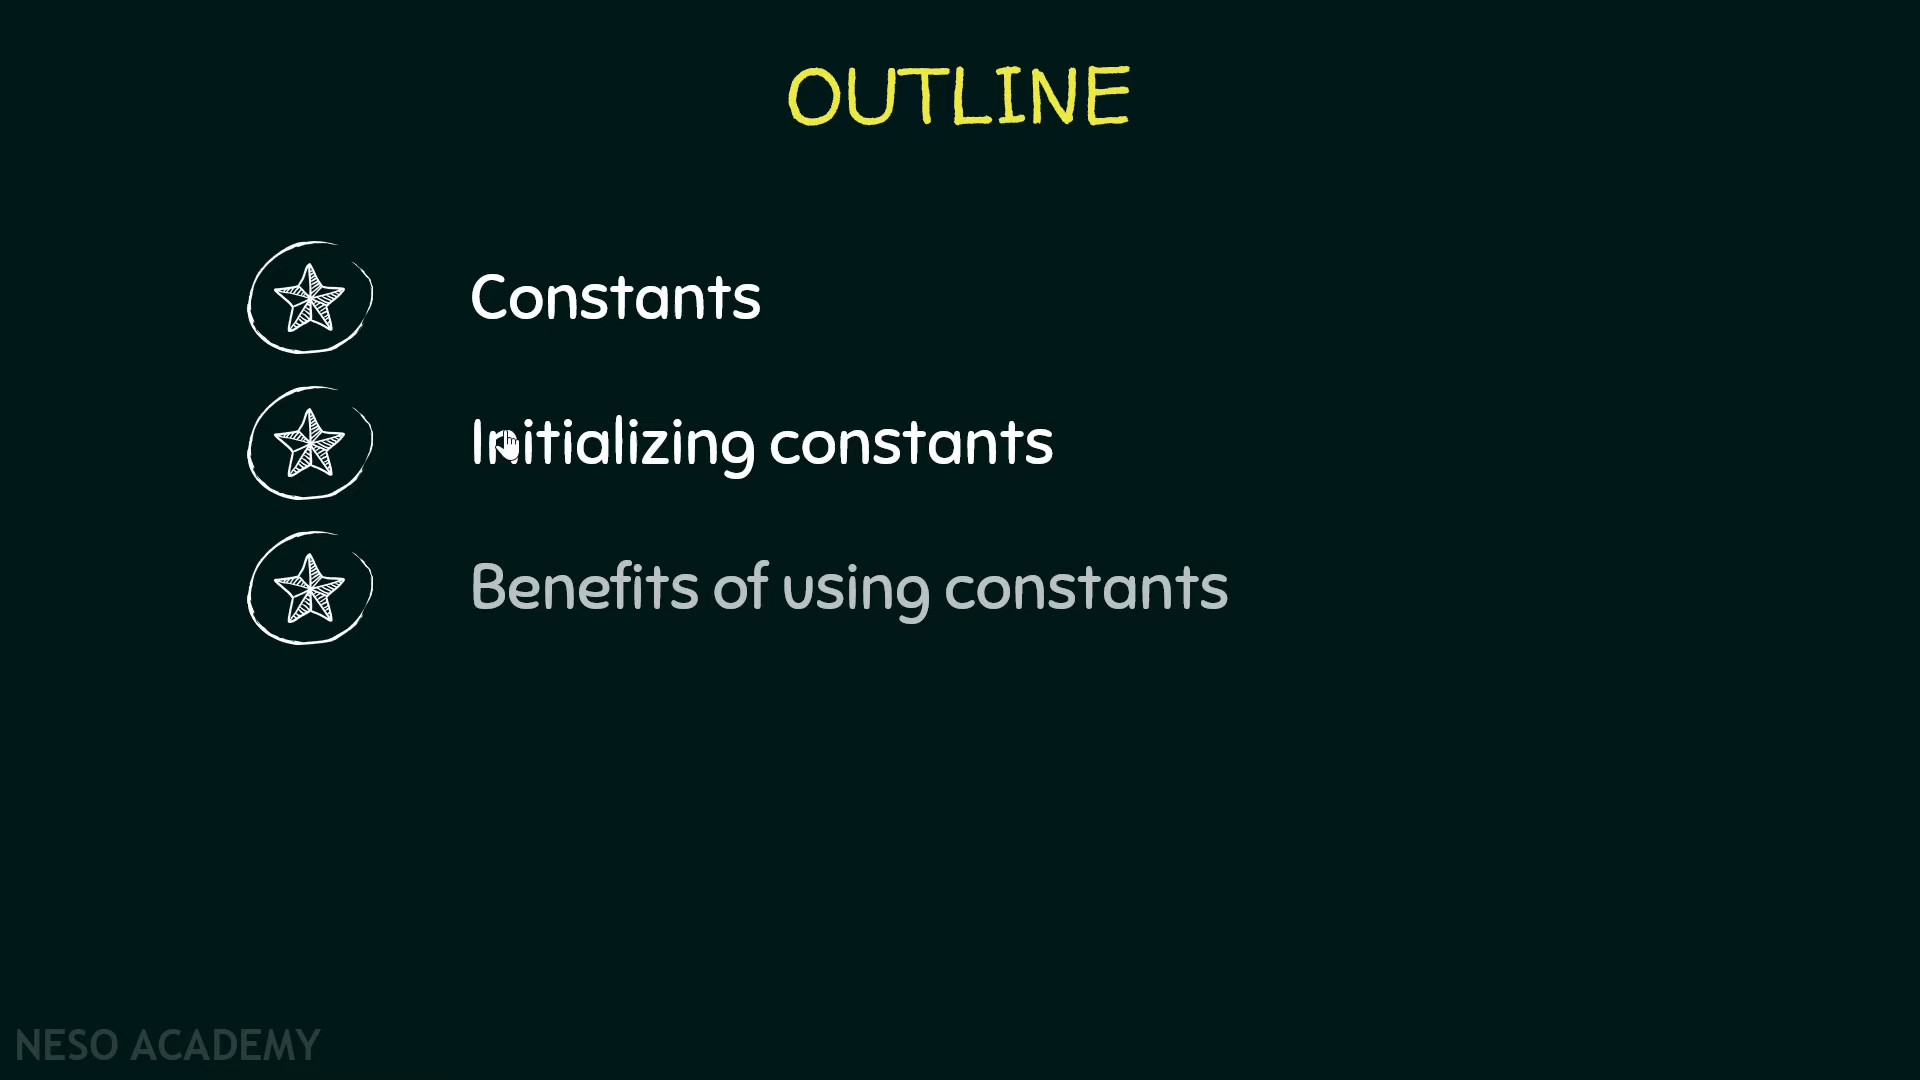 OUTLINE
Constants
Initializing constants
Benefits of using constants
NESO ACADEMY